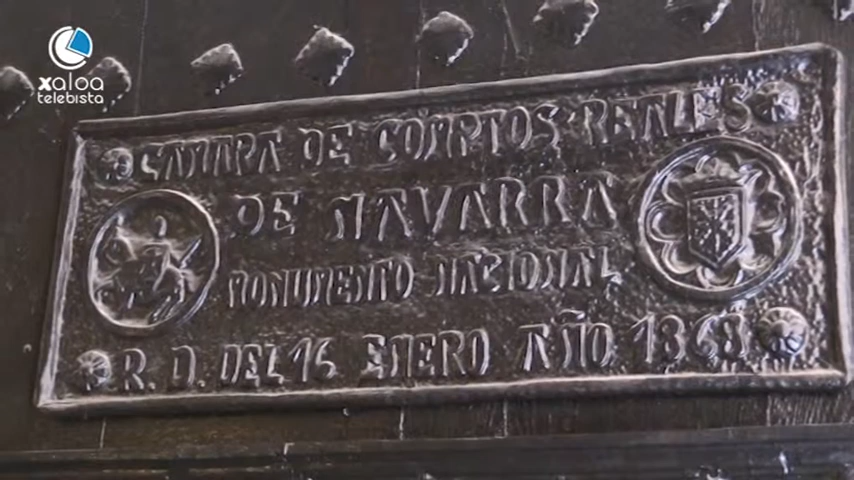 xaloa
telebista
CAMARA DE COMPTOS REALES
DE NAVARRA
MONUMENTO NACIONAL
R. D. DEL 16 ENERO AÑO 1868